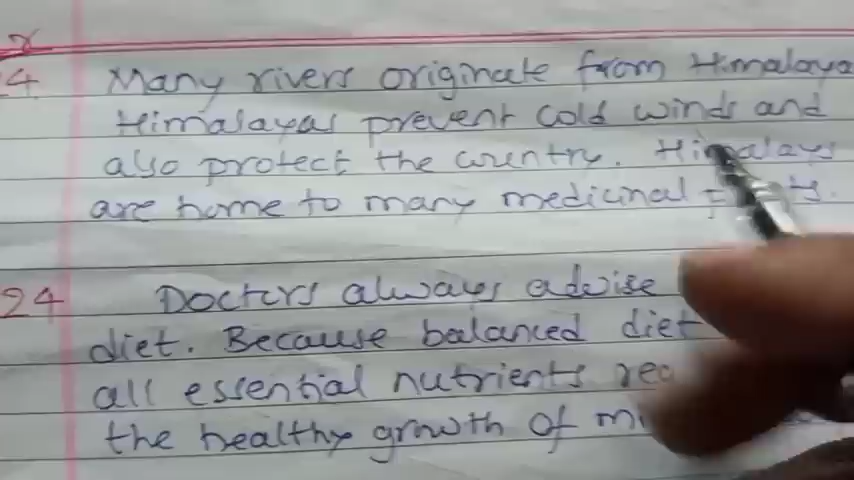 4 Many rivers originate from Himalaya
Himalayas prevent cold winds and
also protect the country. Himalays
are home to many medicinal
24 Doctors always advise
diet. Because balanced diet
all essential nutrients
the healthy growth of